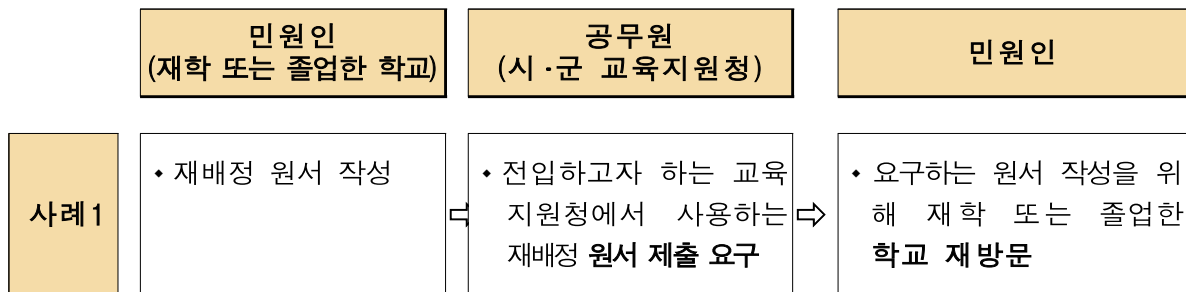 민원인
(재학 또는 졸업한 학교)
공무원
(시·군 교육지원청)
민원인
사례1
⬩ 재배정 원서 작성
⇨
⬩ 전입하고자 하는 교육
지원청에서 사용하는
재배정 원서 제출 요구
⇨
⬩ 요구하는 원서 작성을 위
해 재학 또는 졸업한
학교 재방문